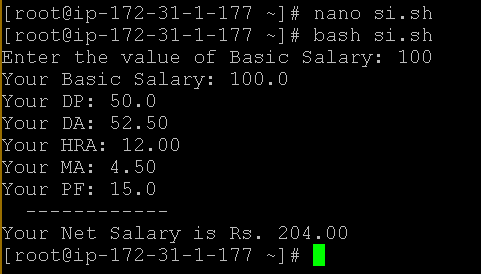 [root@ip-172-31-1-177 ~]# nano si.sh
[root@ip-172-31-1-177 ~]# bash si.sh
Enter the value of Basic Salary: 100
Your Basic Salary: 100.0
Your DP: 50.0
Your DA: 52.50
Your HRA: 12.00
Your MA: 4.50
Your PF: 15.0
  ------------
Your Net Salary is Rs. 204.00
[root@ip-172-31-1-177 ~]#